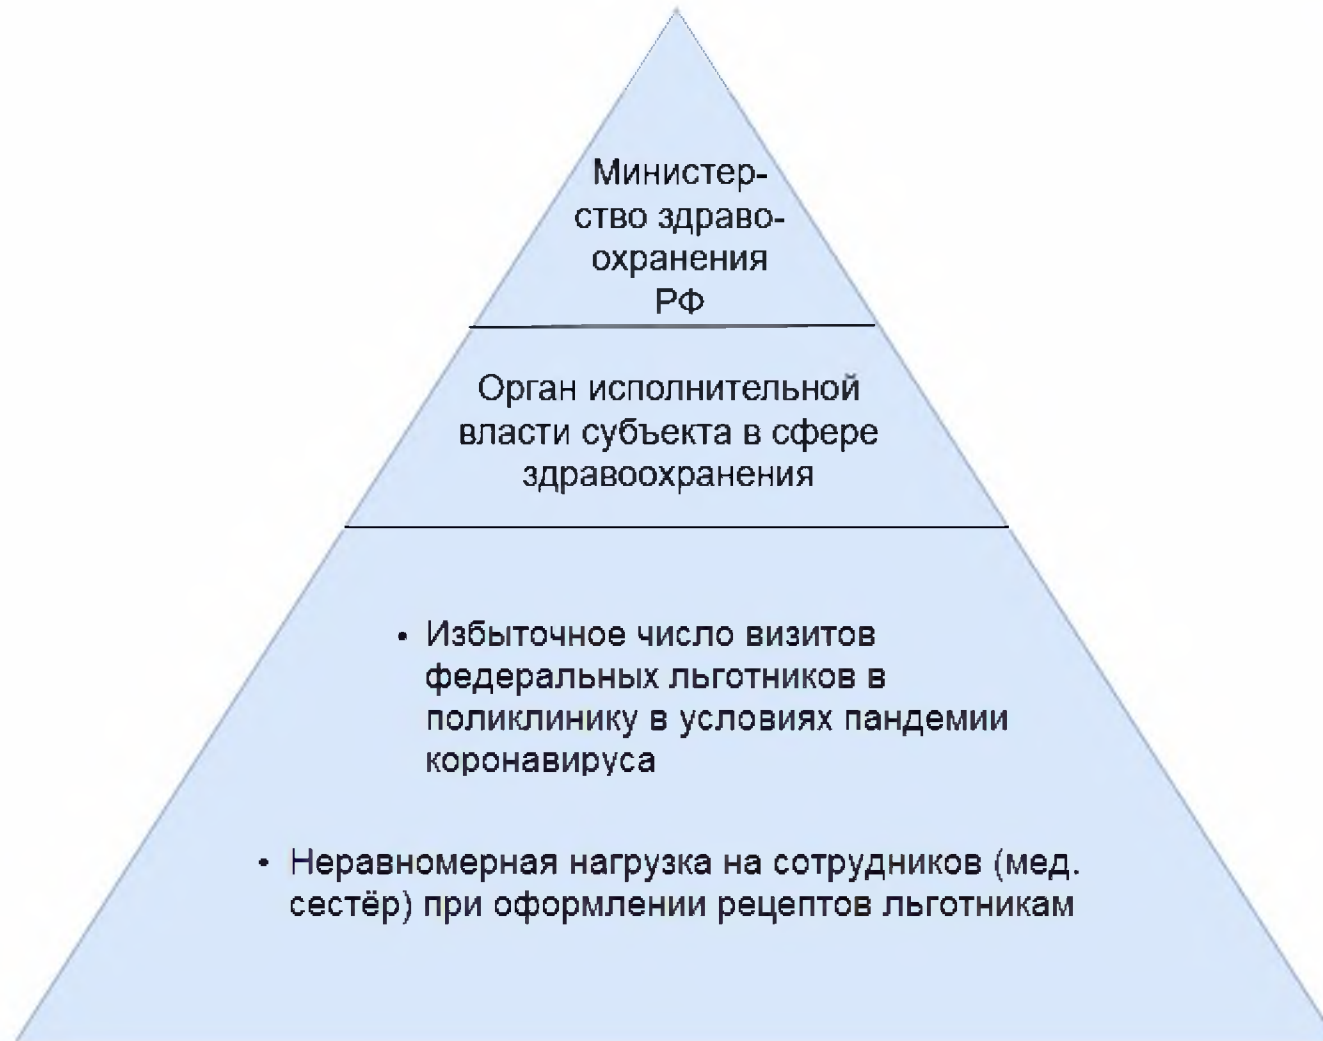 Министер-
ство здраво-
охранения
РФ
Орган исполнительной
власти субъекта в сфере
здравоохранения
• Избыточное число визитов
федеральных льготников в
поликлинику в условиях пандемии
коронавируса
• Неравномерная нагрузка на сотрудников (мед.
сестёр) при оформлении рецептов льготникам